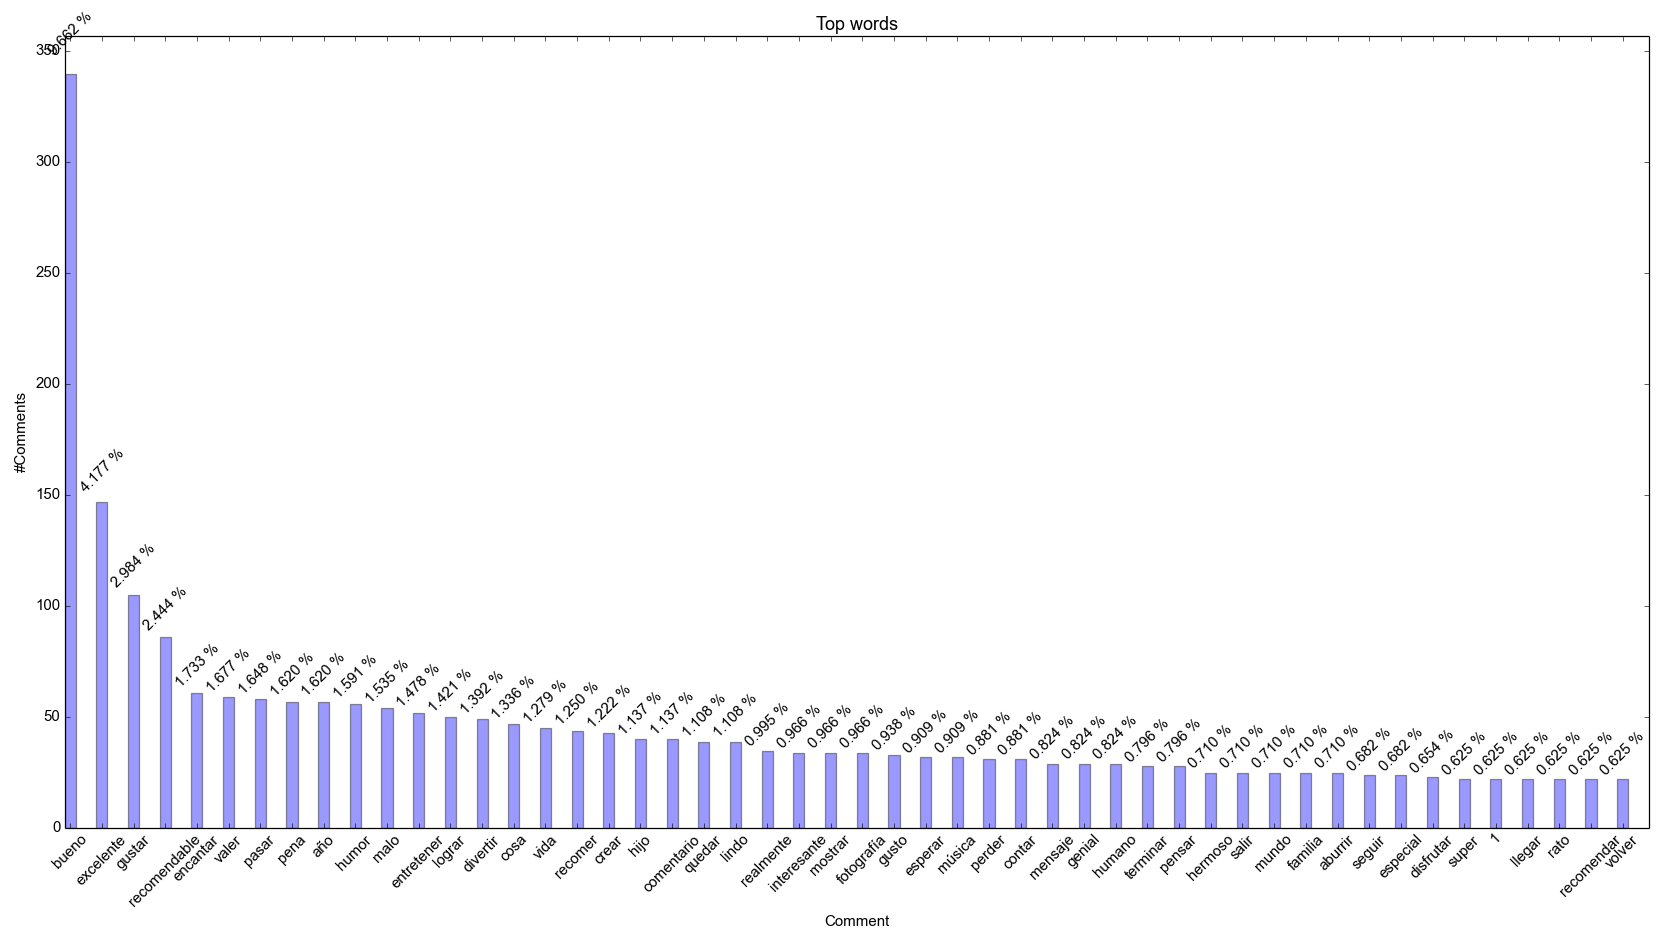 Top words
9.662 %
4.177 %
2.984 %
2.444 %
1.733 %
1.677 %
1.648 %
1.620 %
1.620 %
1.591 %
1.535 %
1.478 %
1.421 %
1.392 %
1.336 %
1.279 %
1.250 %
1.222 %
1.137 %
1.137 %
1.108 %
1.108 %
0.995 %
0.966 %
0.966 %
0.966 %
0.938 %
0.909 %
0.909 %
0.881 %
0.881 %
0.824 %
0.824 %
0.824 %
0.796 %
0.796 %
0.710 %
0.710 %
0.710 %
0.710 %
0.710 %
0.682 %
0.682 %
0.654 %
0.625 %
0.625 %
0.625 %
0.625 %
0.625 %
0.625 %
350
300
250
200
150
100
50
0
#Comments
bueno
excelente
gustar
recomendable
encantar
valer
pasar
pena
año
humor
malo
entretener
lograr
divertir
cosa
vida
recomer
crear
hijo
comentario
quedar
lindo
realmente
interesante
mostrar
fotografía
gusto
esperar
música
perder
contar
mensaje
genial
humano
terminar
pensar
hermoso
salir
mundo
familia
aburrir
seguir
especial
disfrutar
super
1
llegar
rato
recomendar
volver
Comment